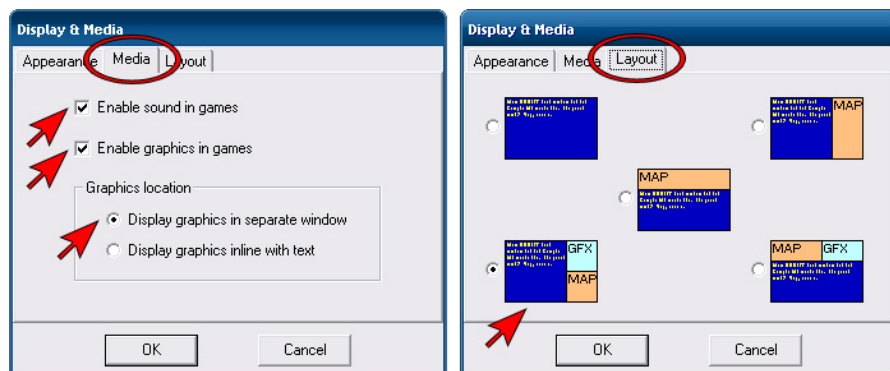 Display & Media
Appearance Media Layout
Enable sound in games
Enable graphics in games
Graphics location
Display graphics in separate window
Display graphics inline with text
OK Cancel
Display & Media
Appearance Media Layout
MAP
MAP
GFX
MAP
MAP GFX
OK Cancel